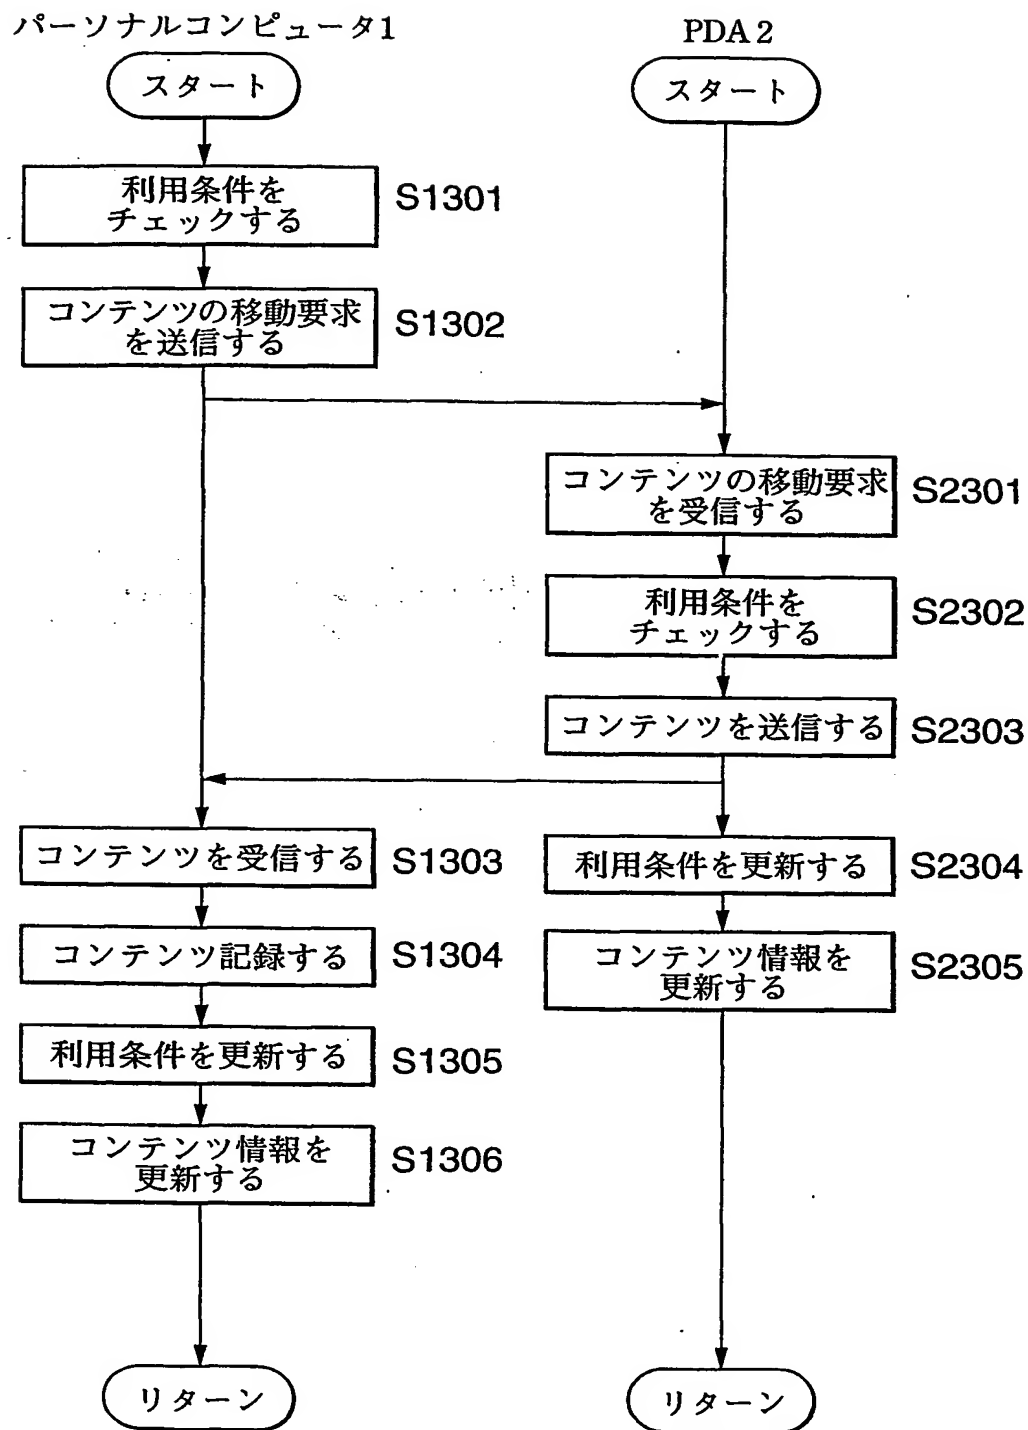 パーソナルコンピュータ1
スタート
利用条件を
チェックする
S1301
コンテンツの移動要求
を送信する
S1302
コンテンツを受信する
S1303
コンテンツ記録する
S1304
利用条件を更新する
S1305
コンテンツ情報を
更新する
S1306
リターン
PDA 2
スタート
コンテンツの移動要求
を受信する
S2301
利用条件を
チェックする
S2302
コンテンツを送信する
S2303
利用条件を更新する
S2304
コンテンツ情報を
更新する
S2305
リターン